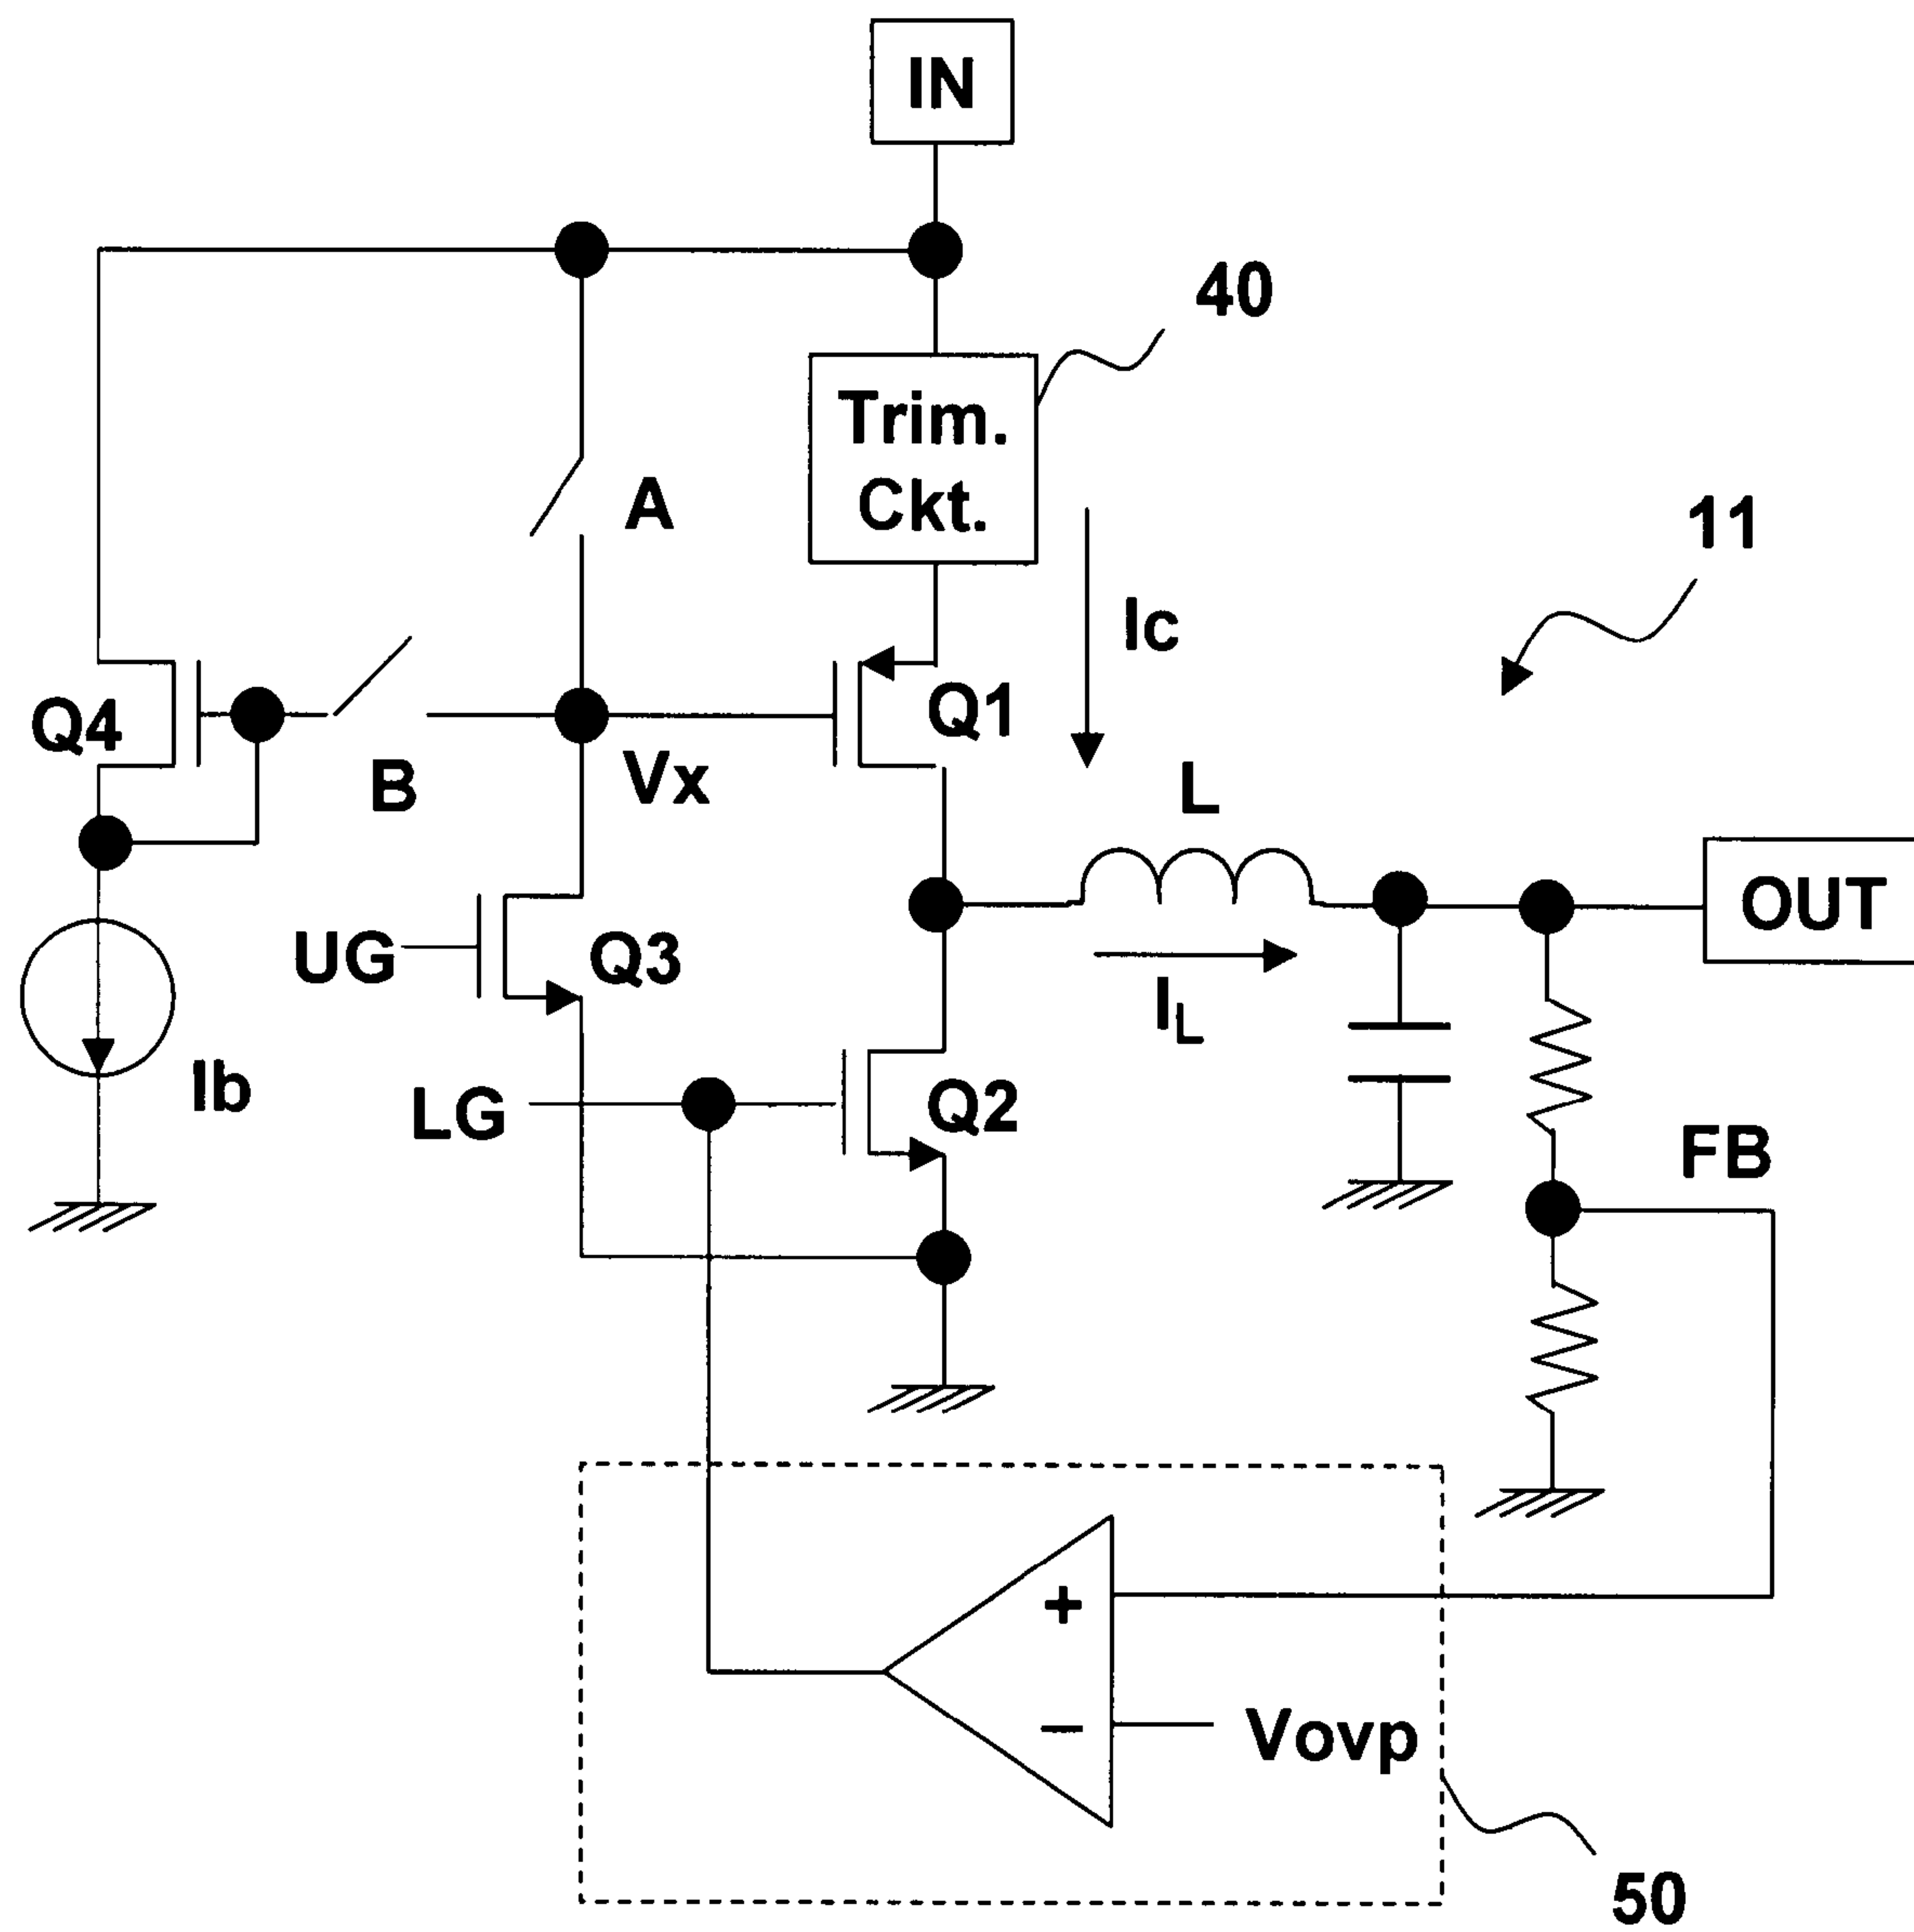 IN
40
Trim.
Ckt.
A
11
Ic
Q4
Q1
B
Vx
L
OUT
UG
Q3
IL
Ib
LG
Q2
FB
+
−
Vovp
50